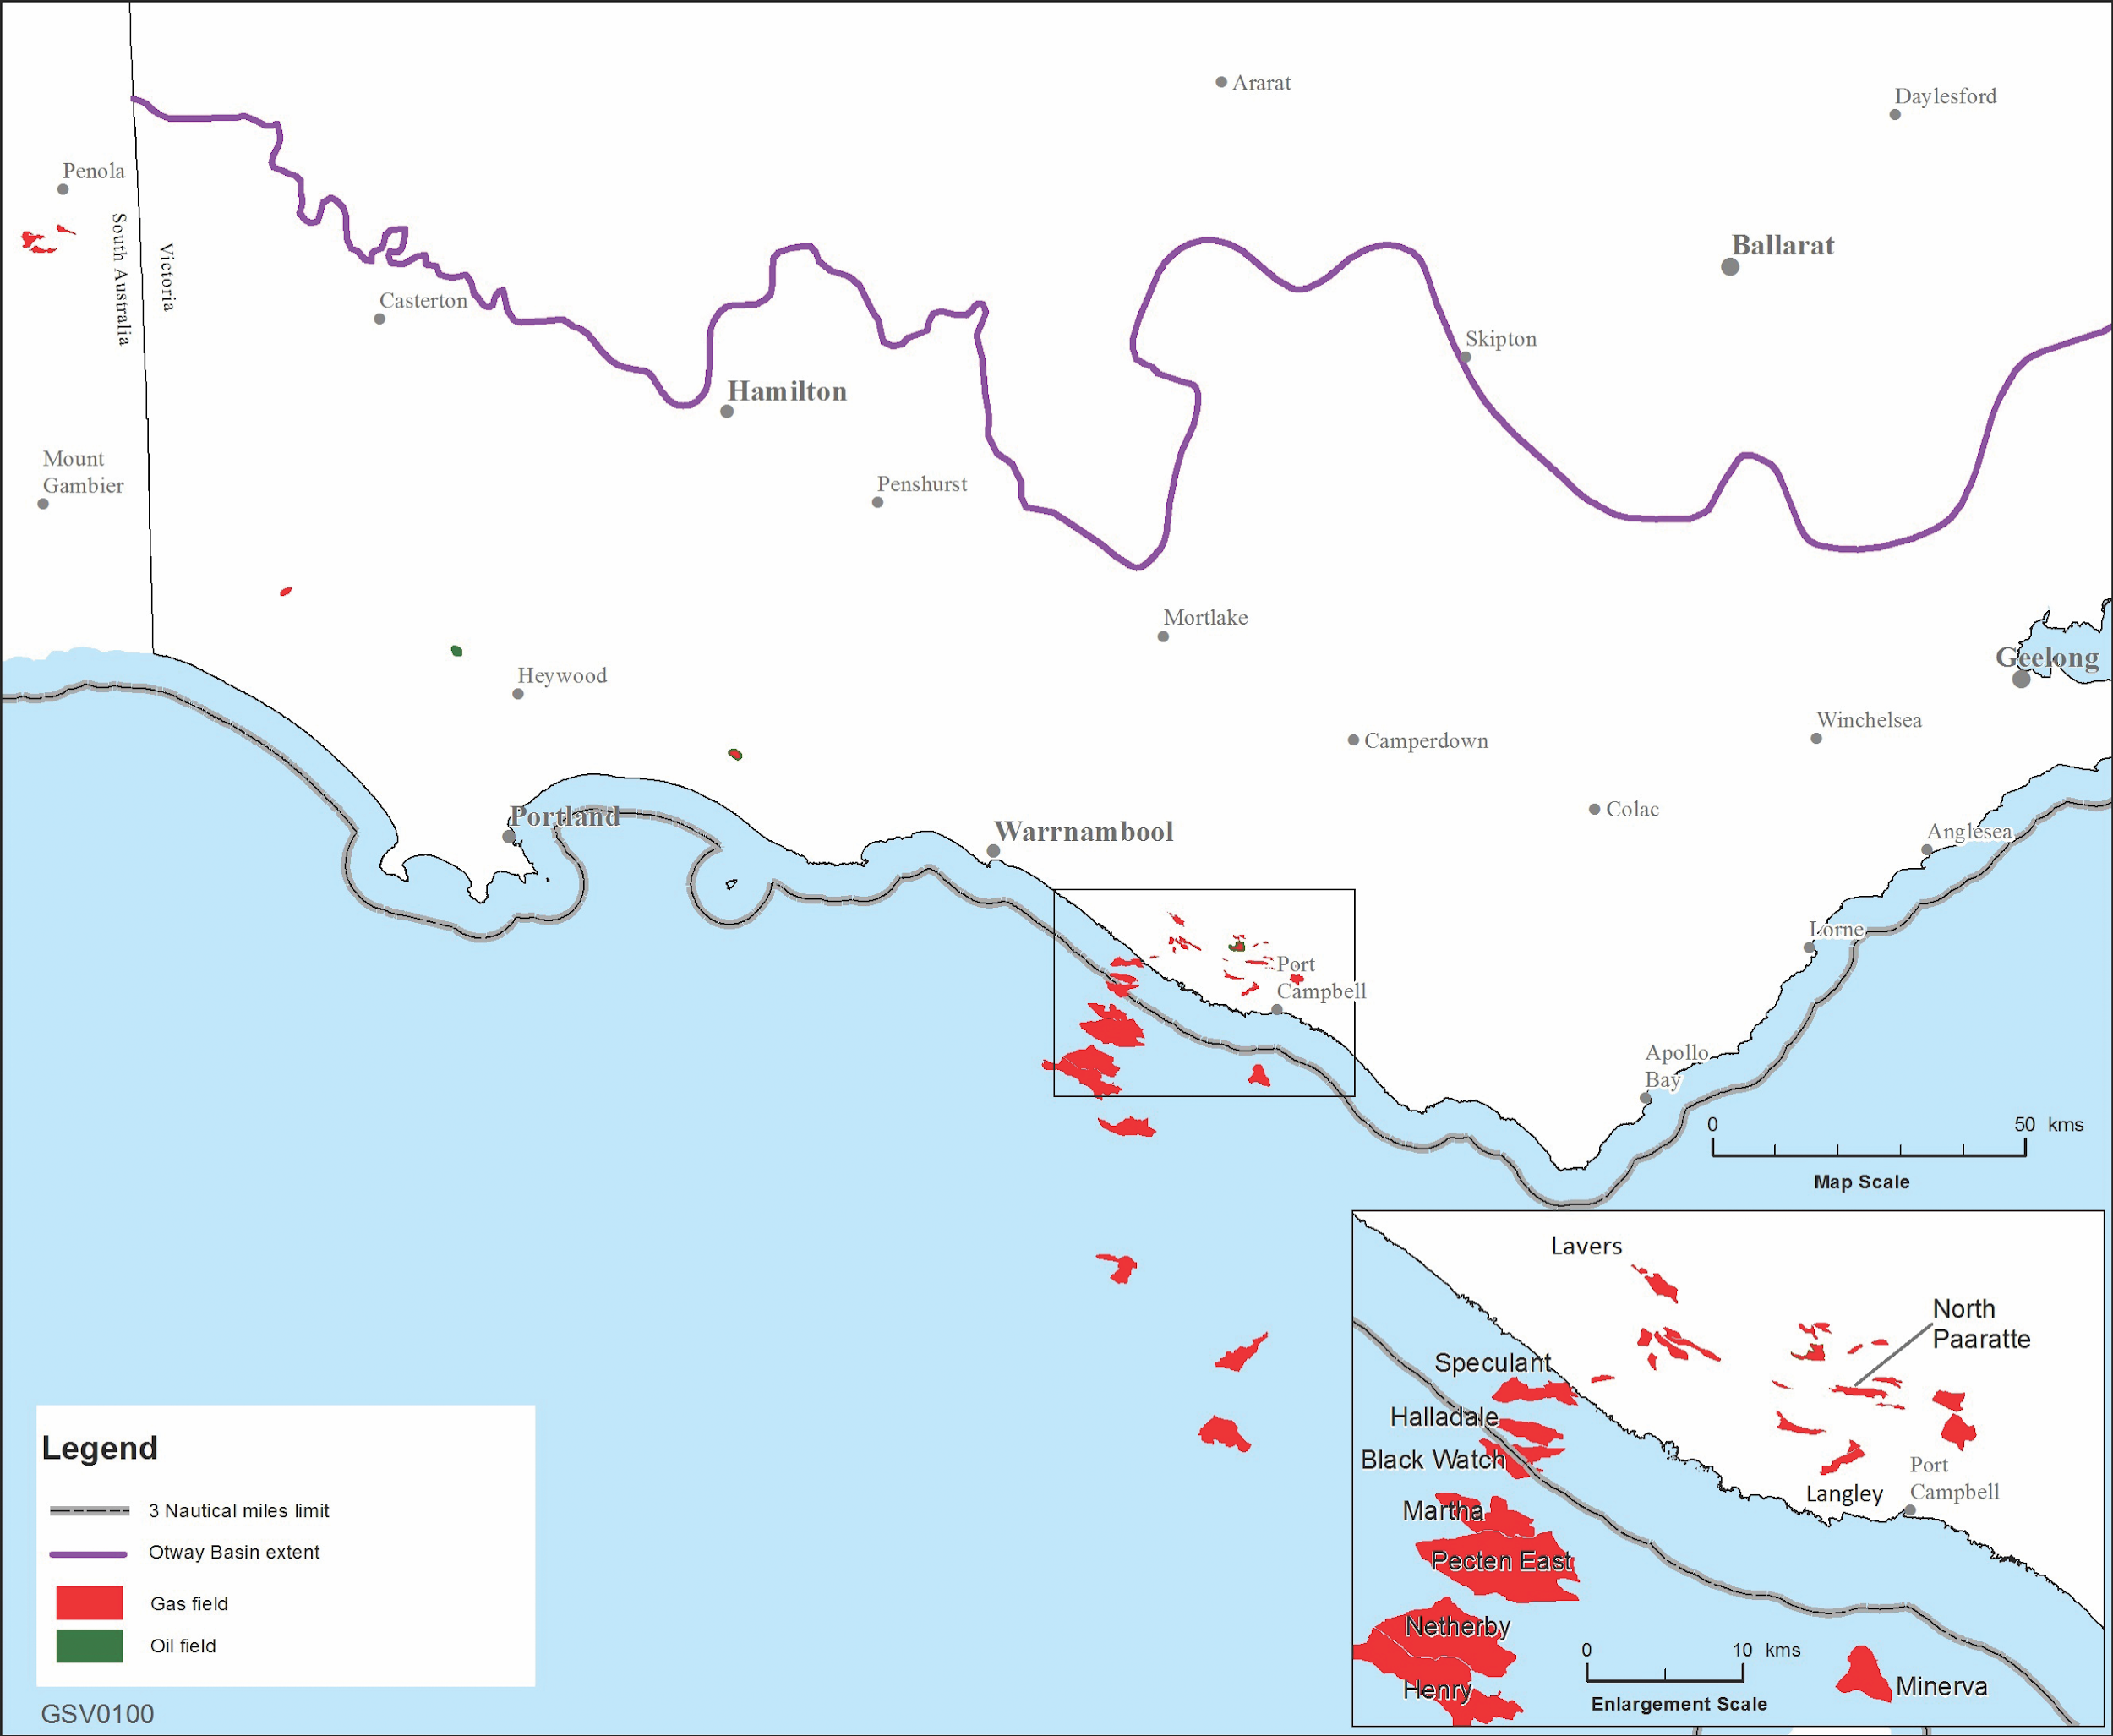 Ararat
Daylesford
Penola
South Australia
Victoria
Ballarat
Casterton
Skipton
Hamilton
Mount
Gambier
Penshurst
Mortlake
Geelong
Heywood
Winchelsea
Camperdown
Portland
Warrnambool
Colac
Anglesea
Lorne
Port
Campbell
Apollo
Bay
0 50 kms
Map Scale
Lavers
North
Paaratte
Speculant
Halladale
Black Watch
Port
Campbell
Langley
Martha
Pecten East
Netherby
Henry
Minerva
0 10 kms
Enlargement Scale
Legend
3 Nautical miles limit
Otway Basin extent
Gas field
Oil field
GSV0100